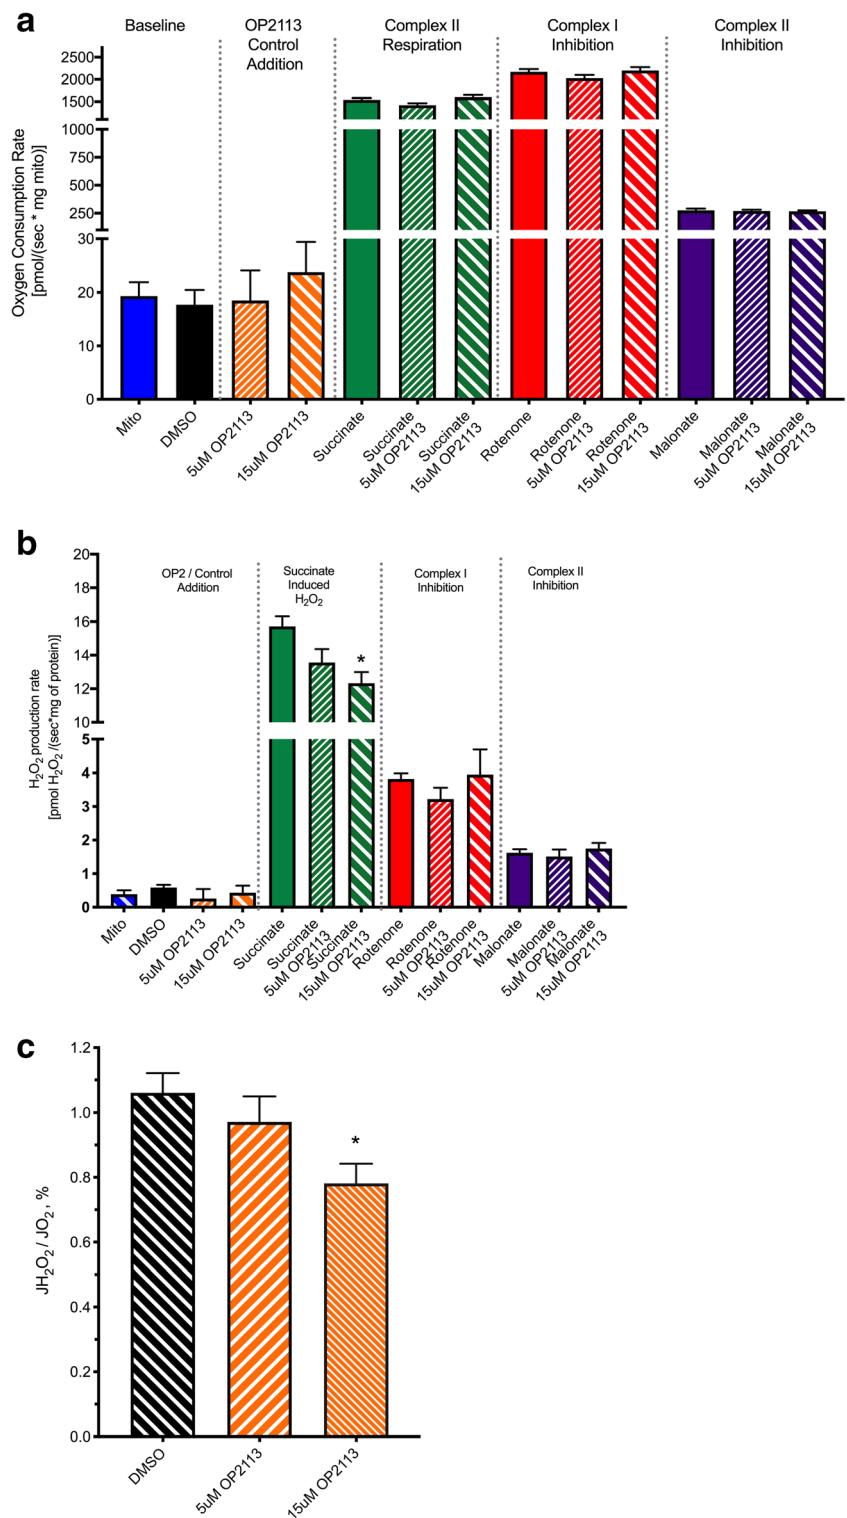 a
Baseline
OP2113
Control
Addition
Complex II
Respiration
Complex I
Inhibition
Complex II
Inhibition
Oxygen Consumption Rate
[pmol/(sec * mg mito)]
2500
2000
1500
1000
750
500
250
30
20
10
0
Mito
DMSO
5uM OP2113
15uM OP2113
Succinate
Succinate
5uM OP2113
Succinate
15uM OP2113
Rotenone
Rotenone
5uM OP2113
Rotenone
15uM OP2113
Malonate
Malonate
5uM OP2113
Malonate
15uM OP2113
b
OP2 / Control
Addition
Succinate
Induced
H2O2
Complex I
Inhibition
Complex II
Inhibition
H2O2 production rate
[pmol H2O2 /(sec*mg of protein)]
20
18
16
14
12
10
5
4
3
2
1
0
*
Mito
DMSO
5uM OP2113
15uM OP2113
Succinate
Succinate
5uM OP2113
Succinate
15uM OP2113
Rotenone
Rotenone
5uM OP2113
Rotenone
15uM OP2113
Malonate
Malonate
5uM OP2113
Malonate
15uM OP2113
c
JH2O2 / JO2, %
1.2
1.0
0.8
0.6
0.4
0.2
0.0
*
DMSO
5uM OP2113
15uM OP2113